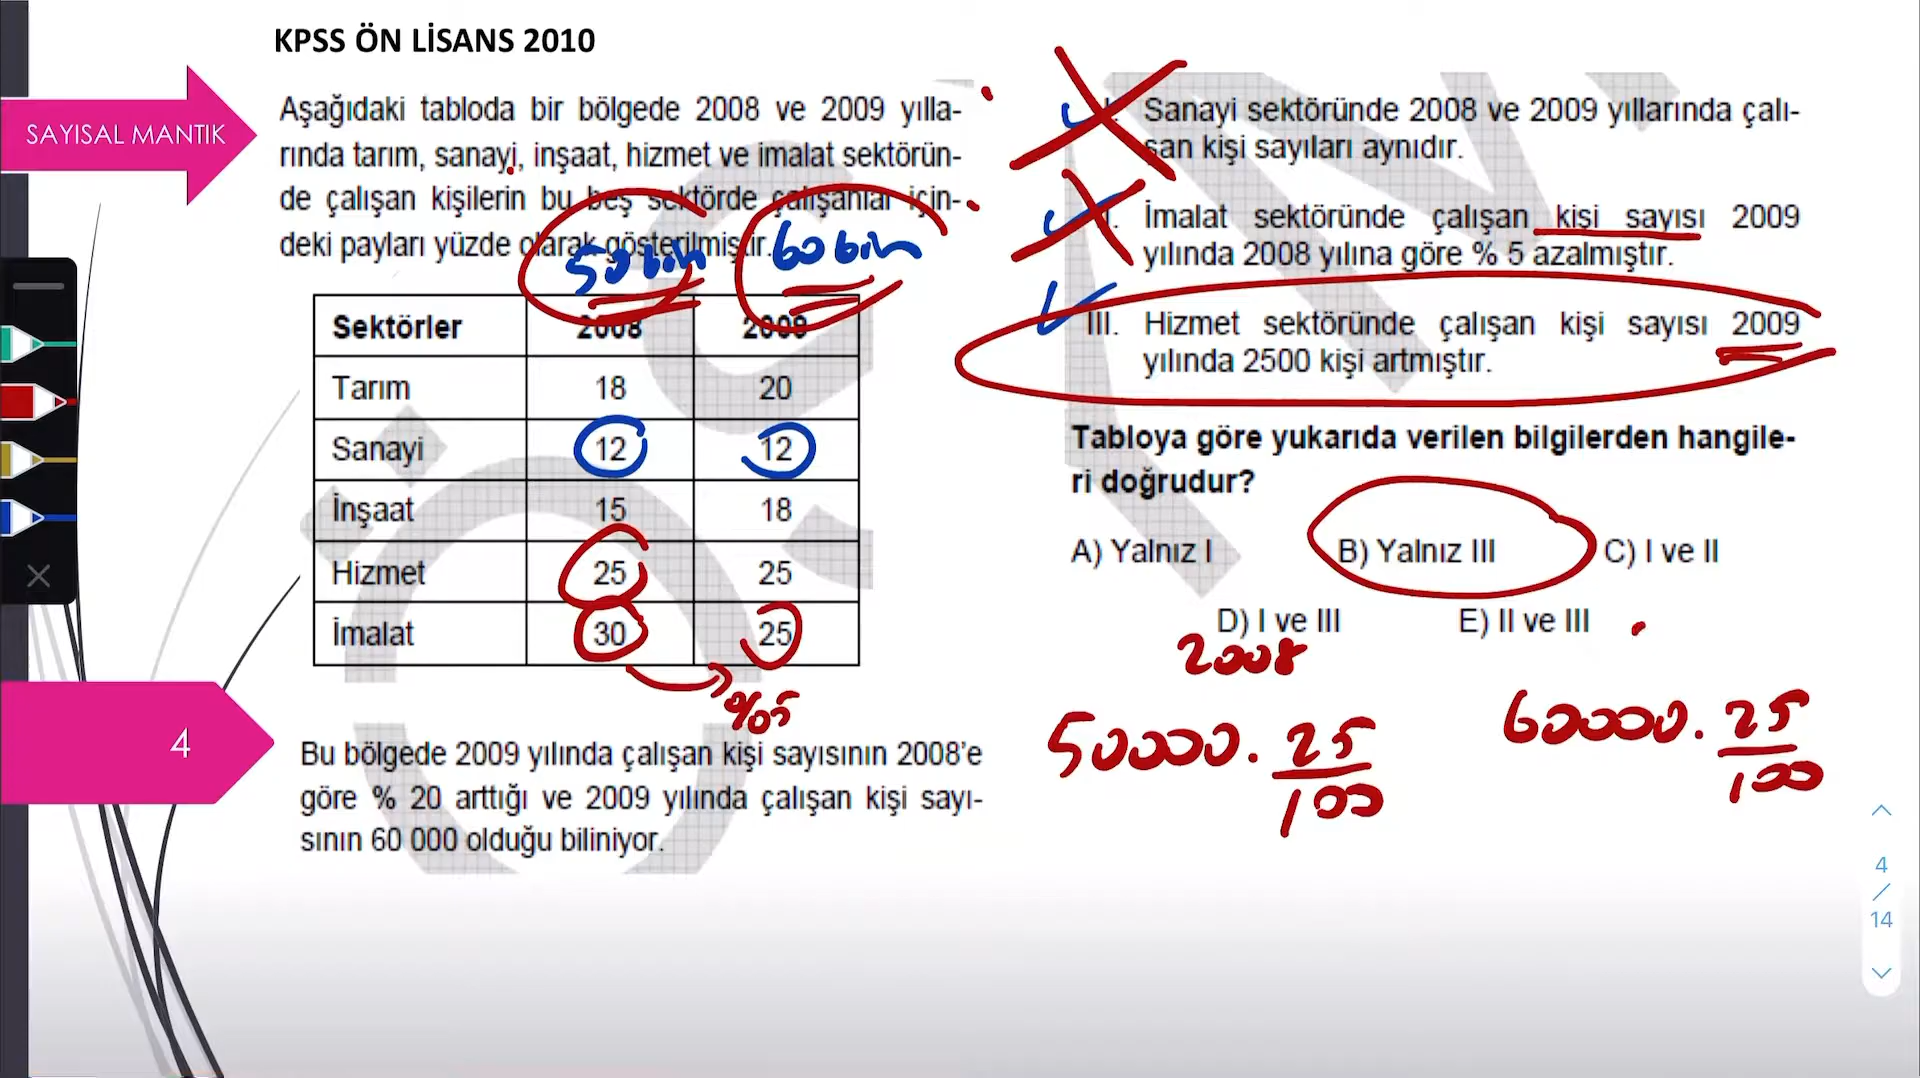 KPSS ÖN LİSANS 2010
SAYISAL MANTIK
Aşağıdaki tabloda bir bölgede 2008 ve 2009 yılla-
rında tarım, sanayi, inşaat, hizmet ve imalat sektörün-
de çalışan kişilerin bu beş sektörde çalışanlar için-
deki payları yüzde olarak gösterilmiştir.
50 bin 60 bin
Sektörler 2008 2009
Tarım 18 20
Sanayi 12 12
İnşaat 15 18
Hizmet 25 25
İmalat 30 25
%5
4
Bu bölgede 2009 yılında çalışan kişi sayısının 2008'e
göre % 20 arttığı ve 2009 yılında çalışan kişi sayı-
sının 60 000 olduğu biliniyor.
I. Sanayi sektöründe 2008 ve 2009 yıllarında çalı-
şan kişi sayıları aynıdır.
II. İmalat sektöründe çalışan kişi sayısı 2009
yılında 2008 yılına göre % 5 azalmıştır.
III. Hizmet sektöründe çalışan kişi sayısı 2009
yılında 2500 kişi artmıştır.
Tabloya göre yukarıda verilen bilgilerden hangile-
ri doğrudur?
A) Yalnız I B) Yalnız III C) I ve II
D) I ve III E) II ve III
2008
50000 . 25/100 60000 . 25/100
4
/
14